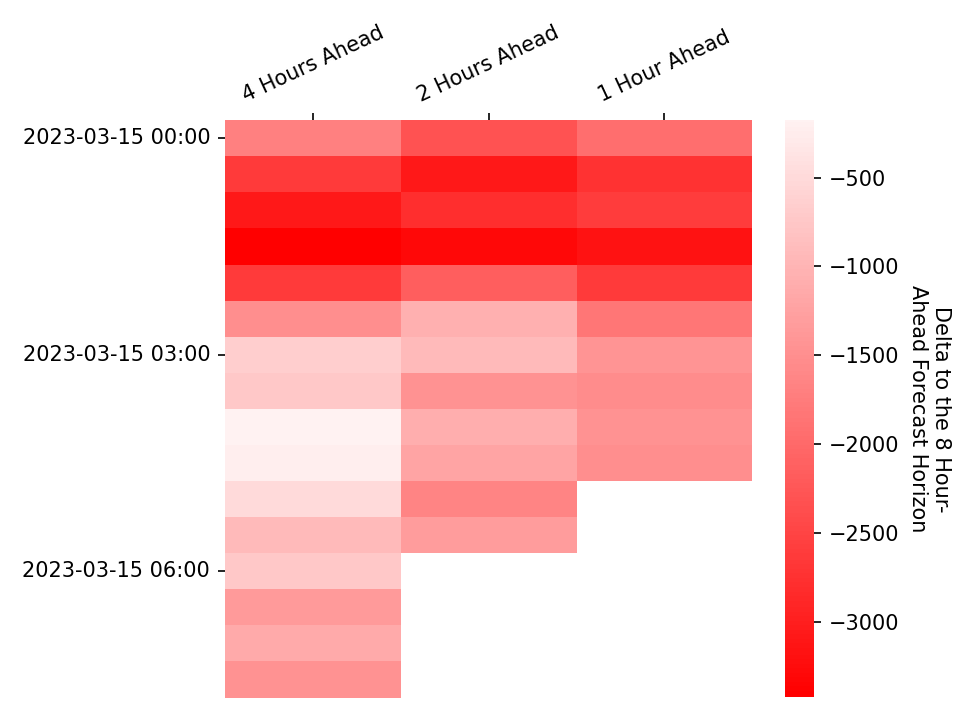 4 Hours Ahead
2 Hours Ahead
1 Hour Ahead
2023-03-15 00:00
2023-03-15 03:00
2023-03-15 06:00
−500
−1000
−1500
−2000
−2500
−3000
Delta to the 8 Hour-
Ahead Forecast Horizon